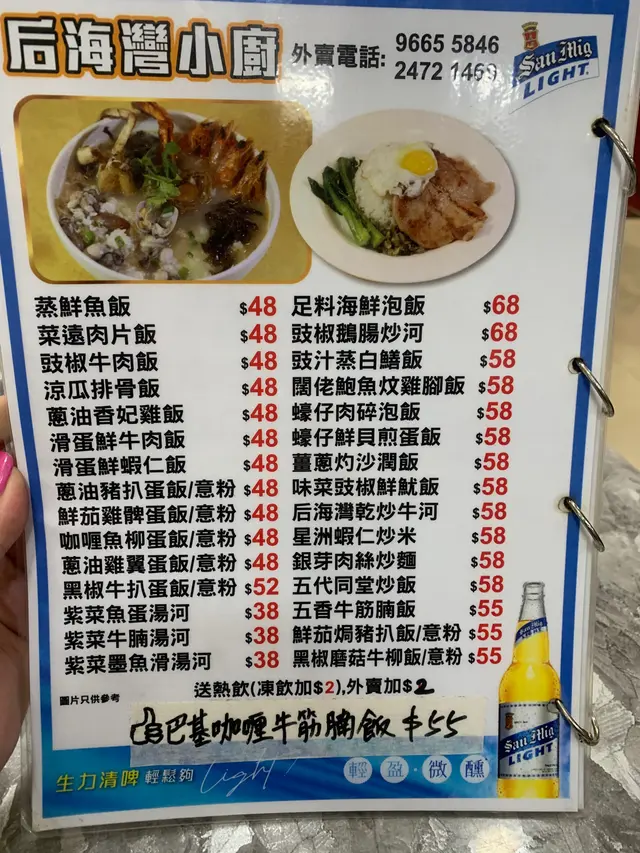 后海灣小廚 外賣電話: 9665 5846
2472 1469
San Mig
LIGHT
蒸鮮魚飯 $48
菜遠肉片飯 $48
豉椒牛肉飯 $48
涼瓜排骨飯 $48
蔥油香妃雞飯 $48
滑蛋鮮牛肉飯 $48
滑蛋鮮蝦仁飯 $48
蔥油豬扒蛋飯/意粉 $48
鮮茄雞髀蛋飯/意粉 $48
咖喱魚柳蛋飯/意粉 $48
蔥油雞翼蛋飯/意粉 $48
黑椒牛扒蛋飯/意粉 $52
紫菜魚蛋湯河 $38
紫菜牛腩湯河 $38
紫菜墨魚滑湯河 $38
足料海鮮泡飯 $68
豉椒鵝腸炒河 $68
豉汁蒸白鱔飯 $58
闊佬鮑魚炆雞腳飯 $58
蠔仔肉碎泡飯 $58
蠔仔鮮貝煎蛋飯 $58
薑蔥灼沙潤飯 $58
味菜豉椒鮮魷飯 $58
后海灣乾炒牛河 $58
星洲蝦仁炒米 $58
銀芽肉絲炒麵 $58
五代同堂炒飯 $58
五香牛筋腩飯 $55
鮮茄焗豬扒飯/意粉 $55
黑椒磨菇牛柳飯/意粉 $55
送熱飲(凍飲加$2),外賣加$2
圖片只供參考
巴基咖喱牛筋腩飯 $55
生力清啤 輕鬆夠 Light
輕盈·微醺
San Mig
San Mig
LIGHT